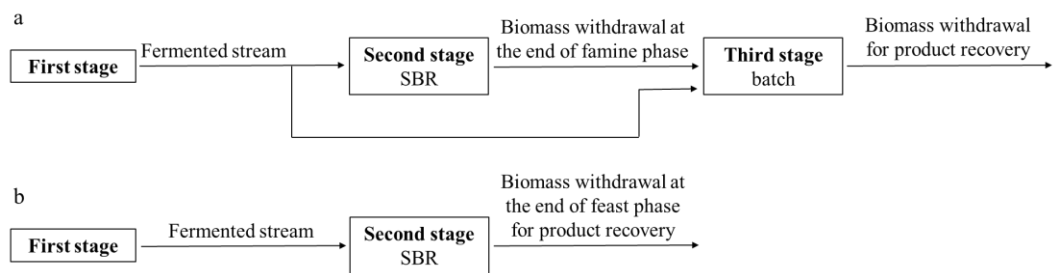 a
First stage
Fermented stream
Second stage
SBR
Biomass withdrawal at
the end of famine phase
Third stage
batch
Biomass withdrawal
for product recovery
b
First stage
Fermented stream
Second stage
SBR
Biomass withdrawal at
the end of feast phase
for product recovery